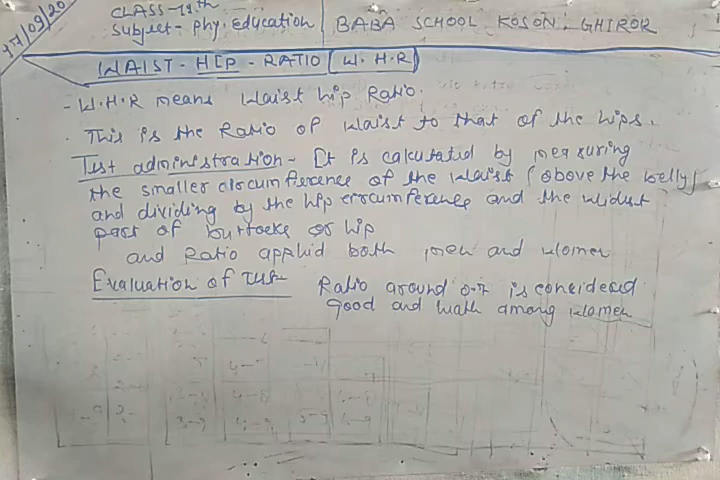 17/09/20
CLASS-12th
Subject- Phy. Education
BABA SCHOOL KOSON, GHIROR
WAIST-HIP-RATIO (W.H.R)
- W.H.R means Waist hip Ratio.
This is the Ratio of Waist to that of the hips.
Test administration- It is calcutatid by measuring
the smaller circumference of the Waist (above the belly)
and dividing by the hip circumference and the widest
part of buttocks or hip
and Ratio applied both men and women
Evaluation of Test Ratio around 0.7 is considered
good and among women